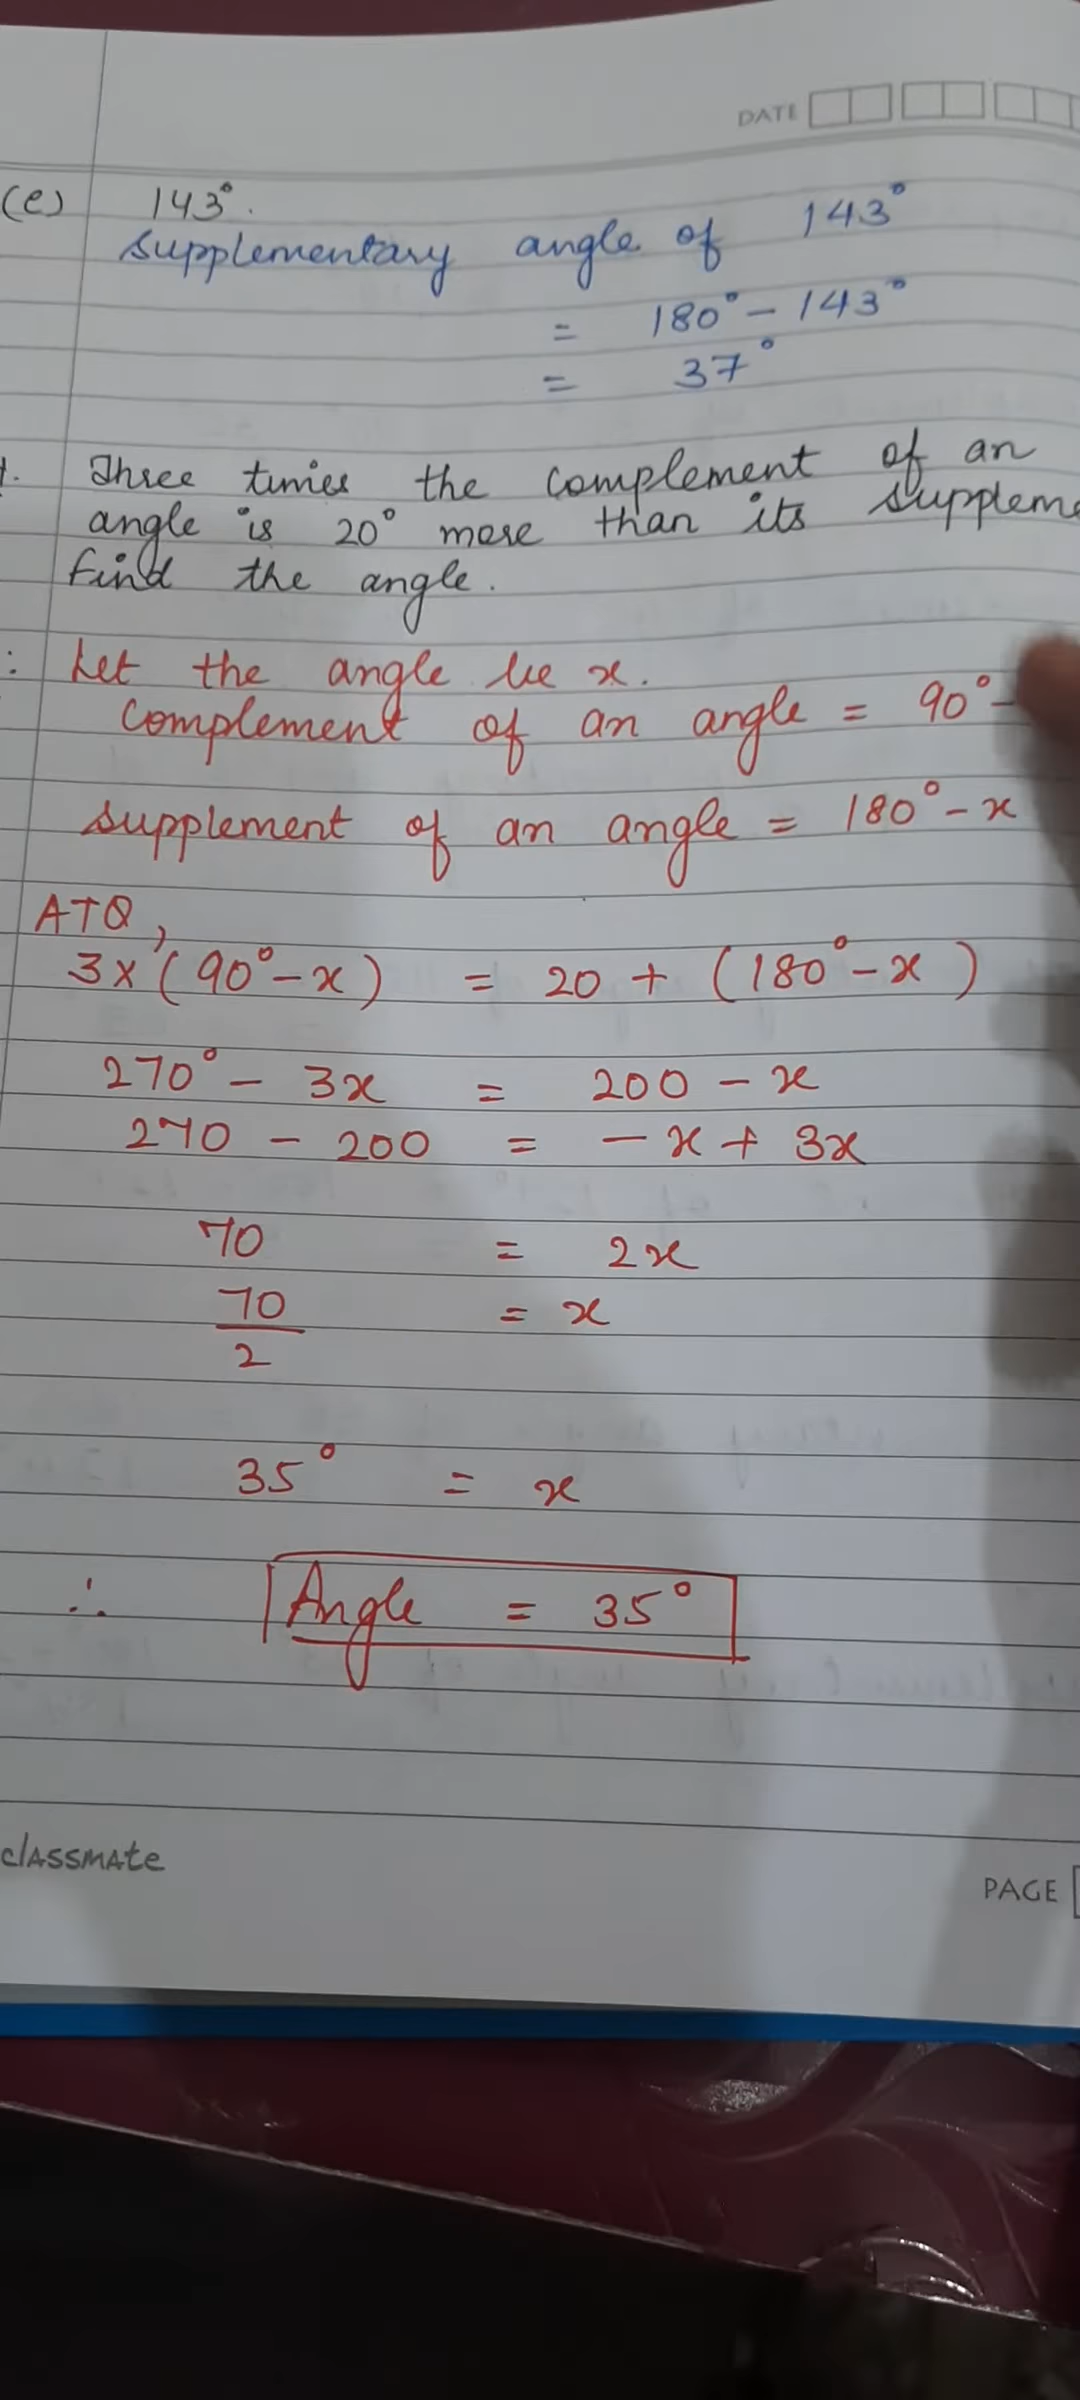 DATE
(e) 143°.
Supplementary angle of 143°
= 180° - 143°
= 37°
Three times the complement of an
angle is 20° more than its suppleme
find the angle.
: Let the angle be x.
Complement of an angle = 90° -
Supplement of an angle = 180° - x
ATQ,
3 × (90° - x) = 20 + (180° - x)
270° - 3x = 200 - x
270 - 200 = - x + 3x
70 = 2x
70/2 = x
35° = x
∴ Angle = 35°
classmate
PAGE